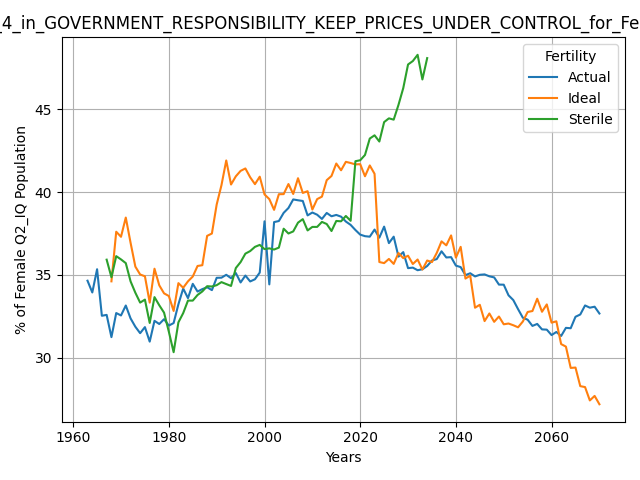 _4_in_GOVERNMENT_RESPONSIBILITY_KEEP_PRICES_UNDER_CONTROL_for_Fe
Fertility
Actual
Ideal
Sterile
% of Female Q2_IQ Population
45
40
35
30
1960
1980
2000
2020
2040
2060
Years